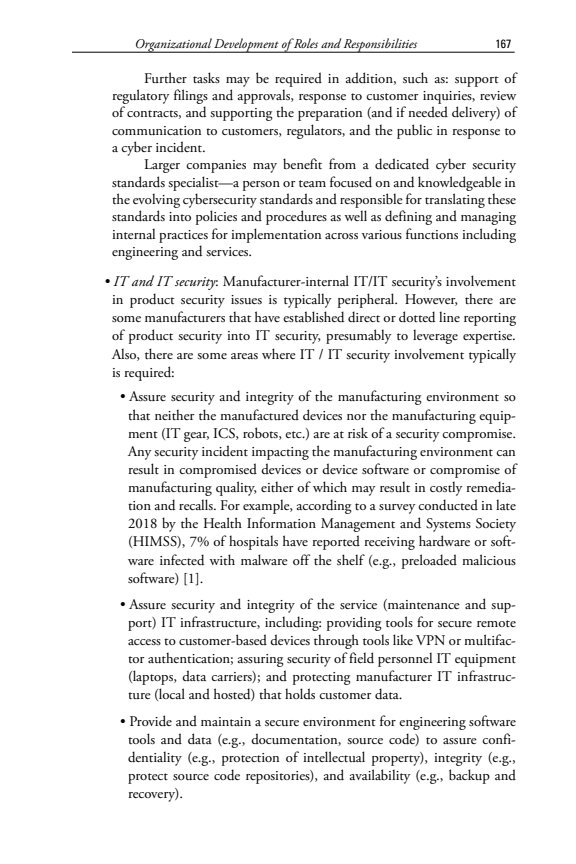 Organizational Development of Roles and Responsibilities 167
Further tasks may be required in addition, such as: support of
regulatory filings and approvals, response to customer inquiries, review
of contracts, and supporting the preparation (and if needed delivery) of
communication to customers, regulators, and the public in response to
a cyber incident.
Larger companies may benefit from a dedicated cyber security
standards specialist—a person or team focused on and knowledgeable in
the evolving cybersecurity standards and responsible for translating these
standards into policies and procedures as well as defining and managing
internal practices for implementation across various functions including
engineering and services.
• IT and IT security: Manufacturer-internal IT/IT security's involvement
in product security issues is typically peripheral. However, there are
some manufacturers that have established direct or dotted line reporting
of product security into IT security, presumably to leverage expertise.
Also, there are some areas where IT / IT security involvement typically
is required:
• Assure security and integrity of the manufacturing environment so
that neither the manufactured devices nor the manufacturing equip-
ment (IT gear, ICS, robots, etc.) are at risk of a security compromise.
Any security incident impacting the manufacturing environment can
result in compromised devices or device software or compromise of
manufacturing quality, either of which may result in costly remedia-
tion and recalls. For example, according to a survey conducted in late
2018 by the Health Information Management and Systems Society
(HIMSS), 7% of hospitals have reported receiving hardware or soft-
ware infected with malware off the shelf (e.g., preloaded malicious
software) [1].
• Assure security and integrity of the service (maintenance and sup-
port) IT infrastructure, including: providing tools for secure remote
access to customer-based devices through tools like VPN or multifac-
tor authentication; assuring security of field personnel IT equipment
(laptops, data carriers); and protecting manufacturer IT infrastruc-
ture (local and hosted) that holds customer data.
• Provide and maintain a secure environment for engineering software
tools and data (e.g., documentation, source code) to assure confi-
dentiality (e.g., protection of intellectual property), integrity (e.g.,
protect source code repositories), and availability (e.g., backup and
recovery).